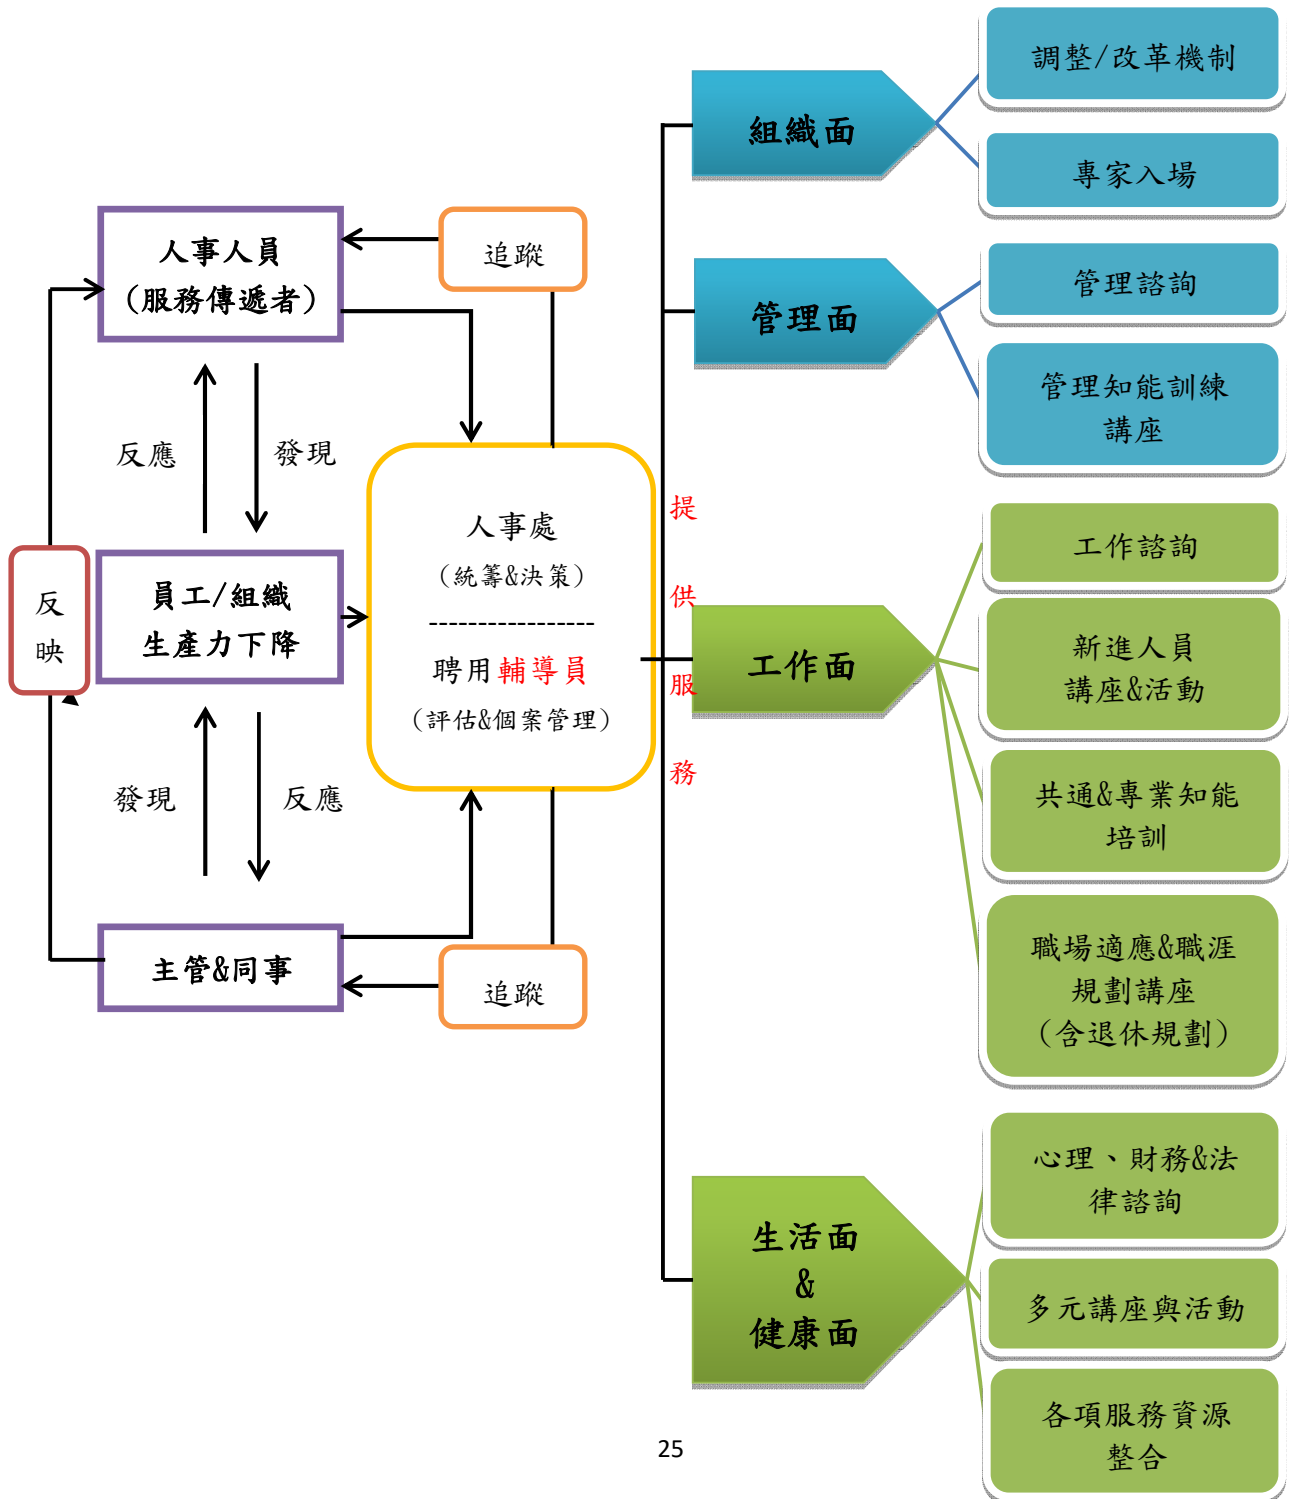 人事人員
(服務傳遞者)
追蹤
反應
發現
反
映
員工/組織
生產力下降
人事處
(統籌&決策)
-----------------
聘用輔導員
(評估&個案管理)
發現
反應
主管&同事
追蹤
提
供
服
務
組織面
調整/改革機制
專家入場
管理面
管理諮詢
管理知能訓練
講座
工作面
工作諮詢
新進人員
講座&活動
共通&專業知能
培訓
職場適應&職涯
規劃講座
(含退休規劃)
生活面
&
健康面
心理、財務&法
律諮詢
多元講座與活動
各項服務資源
整合
25